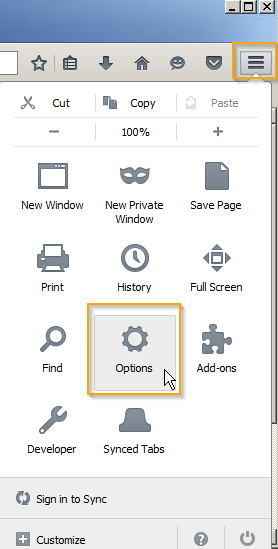 Cut Copy Paste
100%
New Window New Private Window Save Page
Print History Full Screen
Find Options Add-ons
Developer Synced Tabs
Sign in to Sync
Customize